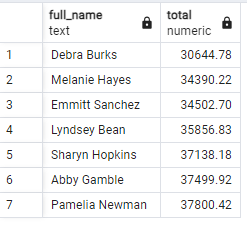 full_name total
text numeric
1 Debra Burks 30644.78
2 Melanie Hayes 34390.22
3 Emmitt Sanchez 34502.70
4 Lyndsey Bean 35856.83
5 Sharyn Hopkins 37138.18
6 Abby Gamble 37499.92
7 Pamelia Newman 37800.42